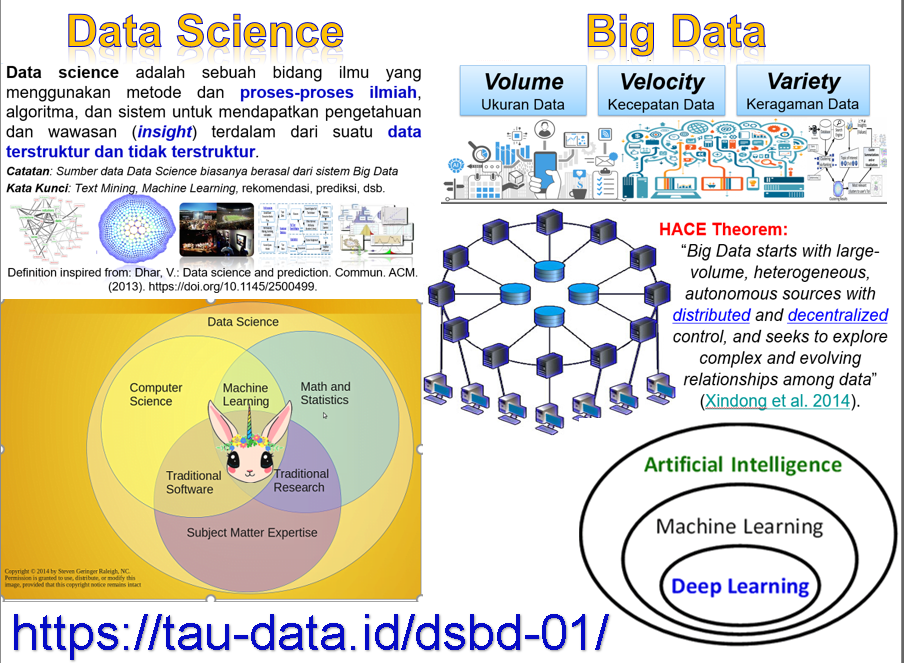 Data Science
Data science adalah sebuah bidang ilmu yang
menggunakan metode dan proses-proses ilmiah,
algoritma, dan sistem untuk mendapatkan pengetahuan
dan wawasan (insight) terdalam dari suatu data
terstruktur dan tidak terstruktur.
Catatan: Sumber data Data Science biasanya berasal dari sistem Big Data
Kata Kunci: Text Mining, Machine Learning, rekomendasi, prediksi, dsb.
Definition inspired from: Dhar, V.: Data science and prediction. Commun. ACM.
(2013). https://doi.org/10.1145/2500499.
Data Science
Computer
Science
Machine
Learning
Math and
Statistics
Traditional
Software
Traditional
Research
Subject Matter Expertise
Copyright © 2014 by Steven Geringer Raleigh, NC.
Permission is granted to use, distribute, or modify this
image, provided that this copyright notice remains intact
Big Data
Volume
Ukuran Data
Velocity
Kecepatan Data
Variety
Keragaman Data
HACE Theorem:
“Big Data starts with large-
volume, heterogeneous,
autonomous sources with
distributed and decentralized
control, and seeks to explore
complex and evolving
relationships among data”
(Xindong et al. 2014).
Artificial Intelligence
Machine Learning
Deep Learning
https://tau-data.id/dsbd-01/